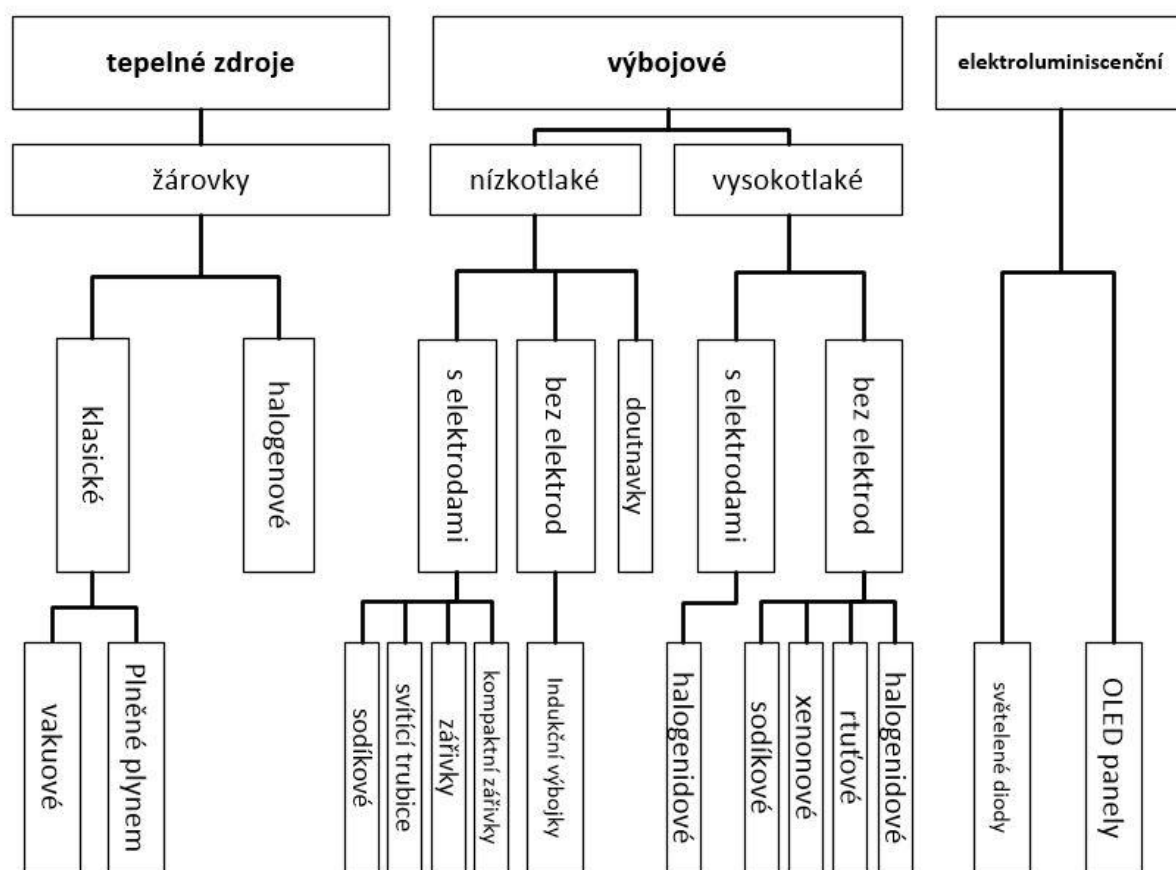 tepelné zdroje
výbojové
elektroluminiscenční
žárovky
nízkotlaké
vysokotlaké
klasické
halogenové
s elektrodami
bez elektrod
doutnavky
s elektrodami
bez elektrod
vakuové
Plněné plynem
sodíkové
svítící trubice
zářivky
kompaktní zářivky
Indukční výbojky
halogenidové
sodíkové
xenonové
rtuťové
halogenidové
světelené diody
OLED panely